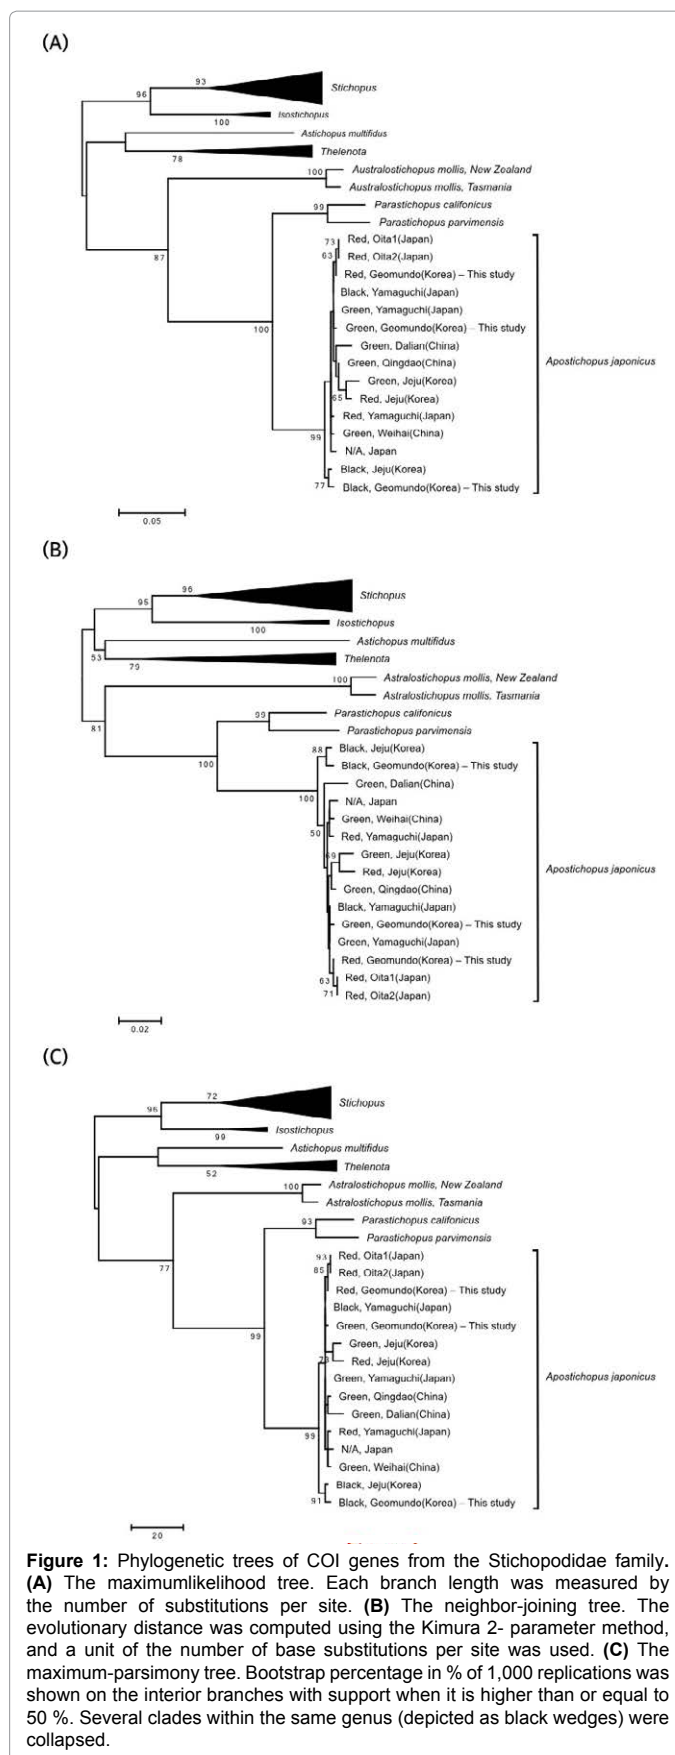 (A)
93
Stichopus
96
100
Isostichopus
Astichopus multifidus
Thelenota
78
100
Australostichopus mollis, New Zealand
Australostichopus mollis, Tasmania
99
Parastichopus califonicus
Parastichopus parvimensis
87
73
Red, Oita1(Japan)
63
Red, Oita2(Japan)
Red, Geomundo(Korea) – This study
Black, Yamaguchi(Japan)
Green, Yamaguchi(Japan)
100
Green, Geomundo(Korea) – This study
Green, Dalian(China)
Green, Qingdao(China)
Apostichopus japonicus
Green, Jeju(Korea)
65
Red, Jeju(Korea)
Red, Yamaguchi(Japan)
99
Green, Weihai(China)
N/A, Japan
Black, Jeju(Korea)
77
Black, Geomundo(Korea) – This study
0.05
(B)
96
Stichopus
95
100
Isostichopus
Astichopus multifidus
53
Thelenota
79
100
Astralostichopus mollis, New Zealand
Astralostichopus mollis, Tasmania
99
Parastichopus califonicus
81
Parastichopus parvimensis
88
Black, Jeju(Korea)
100
Black, Geomundo(Korea) – This study
Green, Dalian(China)
100
N/A, Japan
Green, Weihai(China)
50
Red, Yamaguchi(Japan)
69
Green, Jeju(Korea)
Red, Jeju(Korea)
Apostichopus japonicus
Green, Qingdao(China)
Black, Yamaguchi(Japan)
Green, Geomundo(Korea) – This study
Green, Yamaguchi(Japan)
Red, Geomundo(Korea) – This study
63
Red, Oita1(Japan)
71
Red, Oita2(Japan)
0.02
(C)
72
Stichopus
96
99
Isostichopus
Astichopus multifidus
Thelenota
52
100
Astralostichopus mollis, New Zealand
Astralostichopus mollis, Tasmania
93
Parastichopus califonicus
Parastichopus parvimensis
77
93
Red, Oita1(Japan)
85
Red, Oita2(Japan)
Red, Geomundo(Korea) – This study
Black, Yamaguchi(Japan)
99
Green, Geomundo(Korea) – This study
Green, Jeju(Korea)
73
Red, Jeju(Korea)
Green, Yamaguchi(Japan)
Apostichopus japonicus
Green, Qingdao(China)
Green, Dalian(China)
99
Red, Yamaguchi(Japan)
N/A, Japan
Green, Weihai(China)
Black, Jeju(Korea)
91
Black, Geomundo(Korea) – This study
20
Figure 1: Phylogenetic trees of COI genes from the Stichopodidae family.
(A) The maximumlikelihood tree. Each branch length was measured by
the number of substitutions per site. (B) The neighbor-joining tree. The
evolutionary distance was computed using the Kimura 2- parameter method,
and a unit of the number of base substitutions per site was used. (C) The
maximum-parsimony tree. Bootstrap percentage in % of 1,000 replications was
shown on the interior branches with support when it is higher than or equal to
50 %. Several clades within the same genus (depicted as black wedges) were
collapsed.